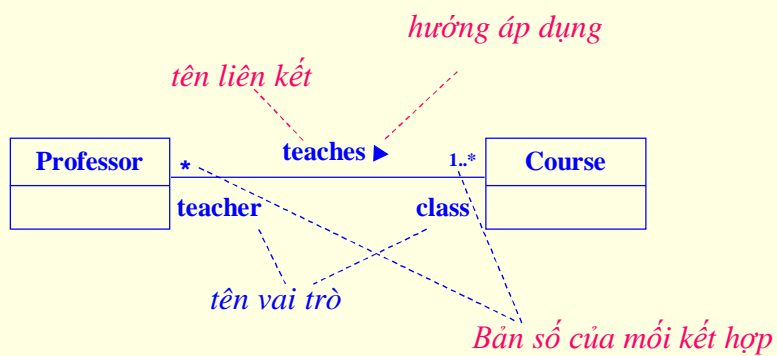 hướng áp dụng
tên liên kết
teaches ▶
Professor
*
1..*
Course
teacher
class
tên vai trò
Bản số của mối kết hợp